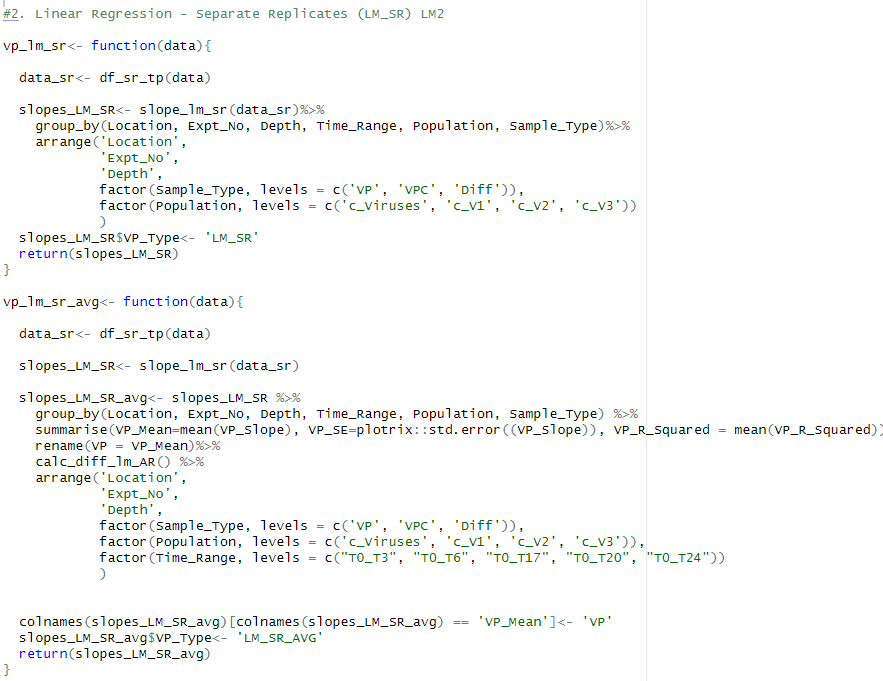 #2. Linear Regression - Separate Replicates (LM_SR) LM2
vp_lm_sr<- function(data){
data_sr<- df_sr_tp(data)
slopes_LM_SR<- slope_lm_sr(data_sr)%>%
group_by(Location, Expt_No, Depth, Time_Range, Population, Sample_Type)%>%
arrange('Location',
'Expt_No',
'Depth',
factor(Sample_Type, levels = c('VP', 'VPC', 'Diff')),
factor(Population, levels = c('c_Viruses', 'c_V1', 'c_V2', 'c_V3'))
)
slopes_LM_SR$VP_Type<- 'LM_SR'
return(slopes_LM_SR)
}
vp_lm_sr_avg<- function(data){
data_sr<- df_sr_tp(data)
slopes_LM_SR<- slope_lm_sr(data_sr)
slopes_LM_SR_avg<- slopes_LM_SR %>%
group_by(Location, Expt_No, Depth, Time_Range, Population, Sample_Type) %>%
summarise(VP_Mean=mean(VP_Slope), VP_SE=plotrix::std.error((VP_Slope)), VP_R_Squared = mean(VP_R_Squared))
rename(VP = VP_Mean)%>%
calc_diff_lm_AR() %>%
arrange('Location',
'Expt_No',
'Depth',
factor(Sample_Type, levels = c('VP', 'VPC', 'Diff')),
factor(Population, levels = c('c_Viruses', 'c_V1', 'c_V2', 'c_V3')),
factor(Time_Range, levels = c("T0_T3", "T0_T6", "T0_T17", "T0_T20", "T0_T24"))
)
colnames(slopes_LM_SR_avg)[colnames(slopes_LM_SR_avg) == 'VP_Mean']<- 'VP'
slopes_LM_SR_avg$VP_Type<- 'LM_SR_AVG'
return(slopes_LM_SR_avg)
}